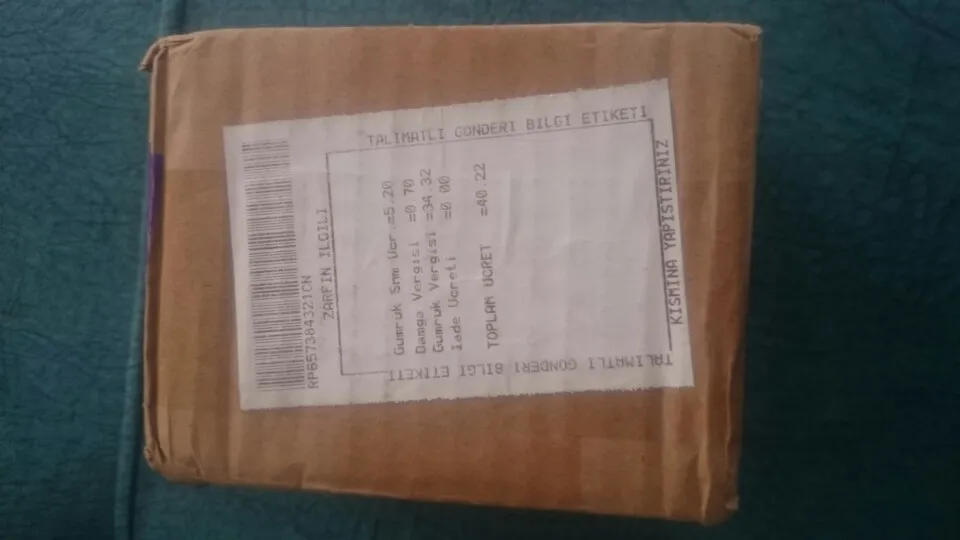 RP657384321CN
ZARFIN ILGILI
TALIMATLI GONDERI BILGI ETIKETI
Gumruk Snm Ucr.=5.20
Damga Vergisi =0 70
Gumruk Vergisi =34 32
Iade Ucreti =0 00
TOPLAM UCRET =40 22
TALIMATLI GONDERI BILGI ETIKETI
KISMINA YAPISTIRINIZ